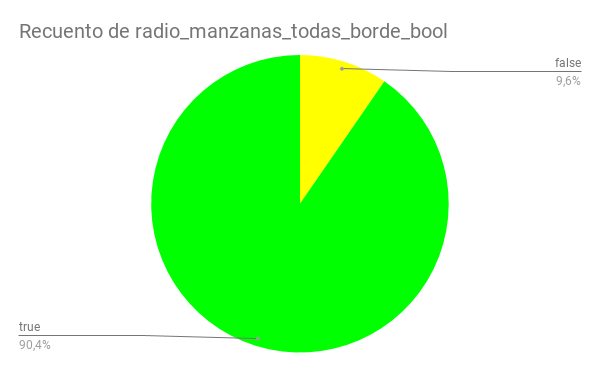 Recuento de radio_manzanas_todas_borde_bool
false
9,6%
true
90,4%